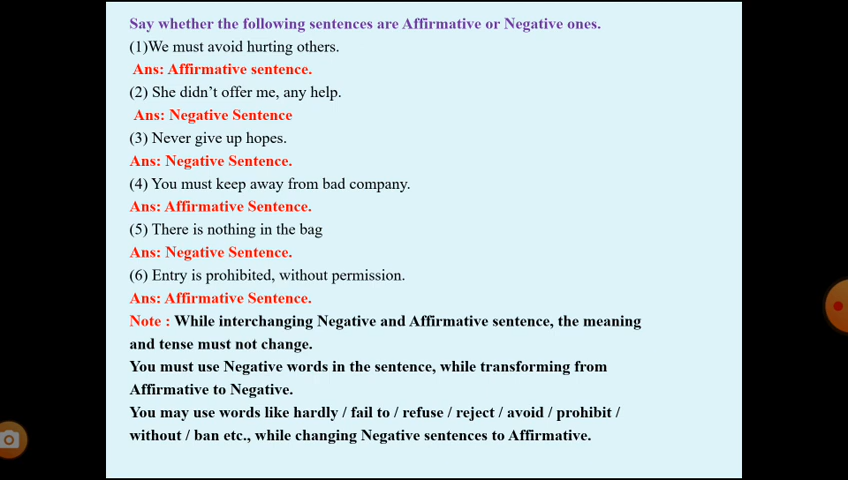 Say whether the following sentences are Affirmative or Negative ones.
(1)We must avoid hurting others.
Ans: Affirmative sentence.
(2) She didn't offer me, any help.
Ans: Negative Sentence
(3) Never give up hopes.
Ans: Negative Sentence.
(4) You must keep away from bad company.
Ans: Affirmative Sentence.
(5) There is nothing in the bag
Ans: Negative Sentence.
(6) Entry is prohibited, without permission.
Ans: Affirmative Sentence.
Note : While interchanging Negative and Affirmative sentence, the meaning
and tense must not change.
You must use Negative words in the sentence, while transforming from
Affirmative to Negative.
You may use words like hardly / fail to / refuse / reject / avoid / prohibit /
without / ban etc., while changing Negative sentences to Affirmative.